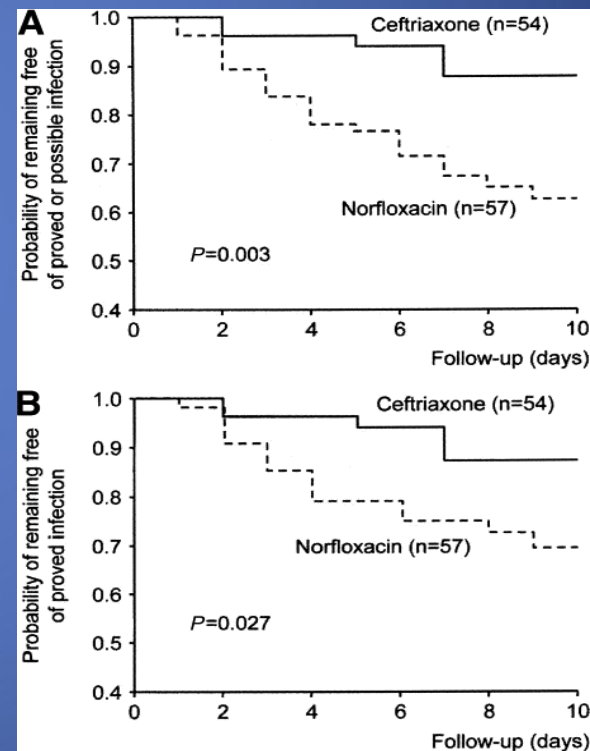 A
Probability of remaining free
of proved or possible infection
1.0
0.9
0.8
0.7
0.6
0.5
0.4
Ceftriaxone (n=54)
Norfloxacin (n=57)
P=0.003
0 2 4 6 8 10
Follow-up (days)
B
Probability of remaining free
of proved infection
1.0
0.9
0.8
0.7
0.6
0.5
0.4
Ceftriaxone (n=54)
Norfloxacin (n=57)
P=0.027
0 2 4 6 8 10
Follow-up (days)